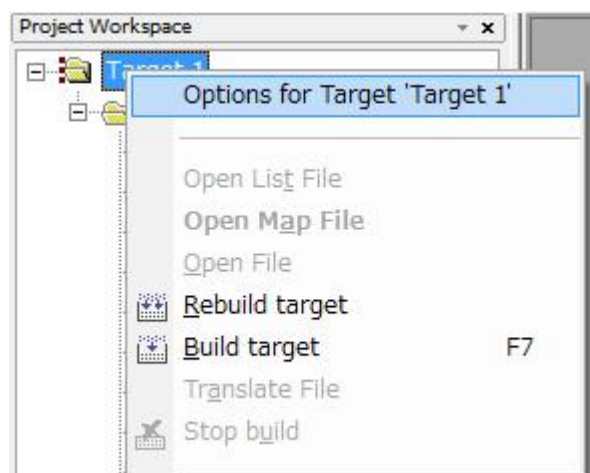 Project Workspace
Target 1
Options for Target 'Target 1'
Open List File
Open Map File
Open File
Rebuild target
Build target F7
Translate File
Stop build